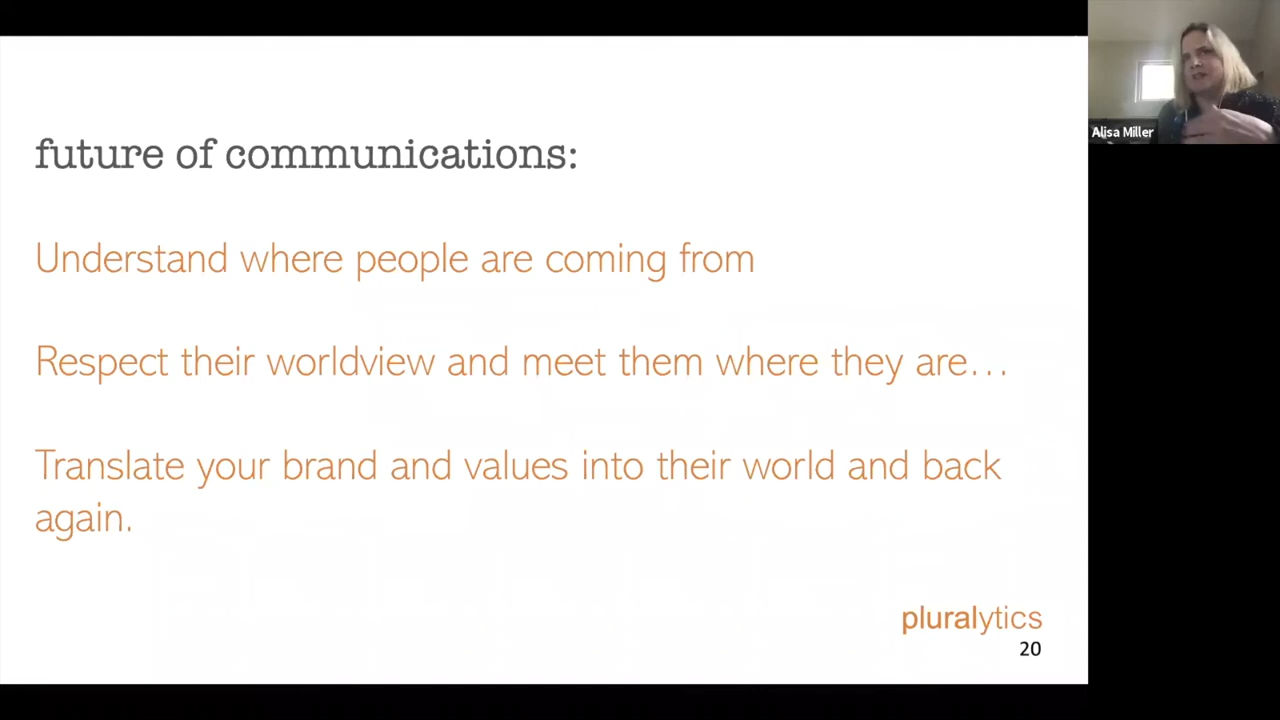 future of communications:
Understand where people are coming from
Respect their worldview and meet them where they are…
Translate your brand and values into their world and back
again.
pluralytics
20
Alisa Miller